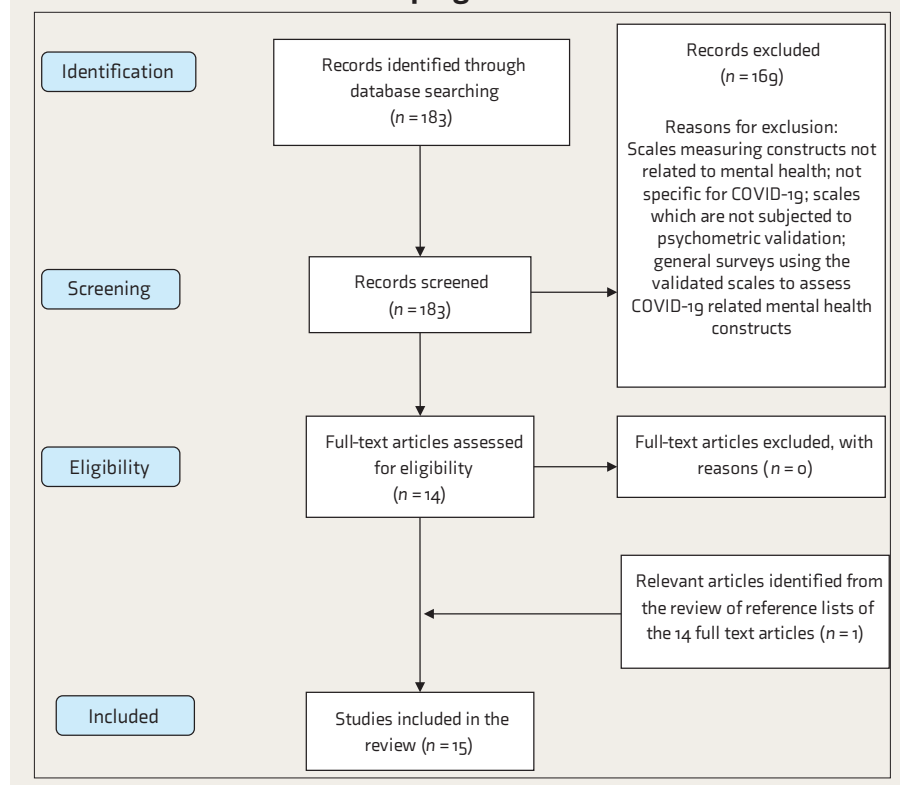 Identification
Records identified through
database searching
(n = 183)
Records excluded
(n = 169)
Reasons for exclusion:
Scales measuring constructs not
related to mental health; not
specific for COVID-19; scales
which are not subjected to
psychometric validation;
general surveys using the
validated scales to assess
COVID-19 related mental health
constructs
Screening
Records screened
(n = 183)
Eligibility
Full-text articles assessed
for eligibility
(n = 14)
Full-text articles excluded, with
reasons (n = 0)
Relevant articles identified from
the review of reference lists of
the 14 full text articles (n = 1)
Included
Studies included in the
review (n = 15)